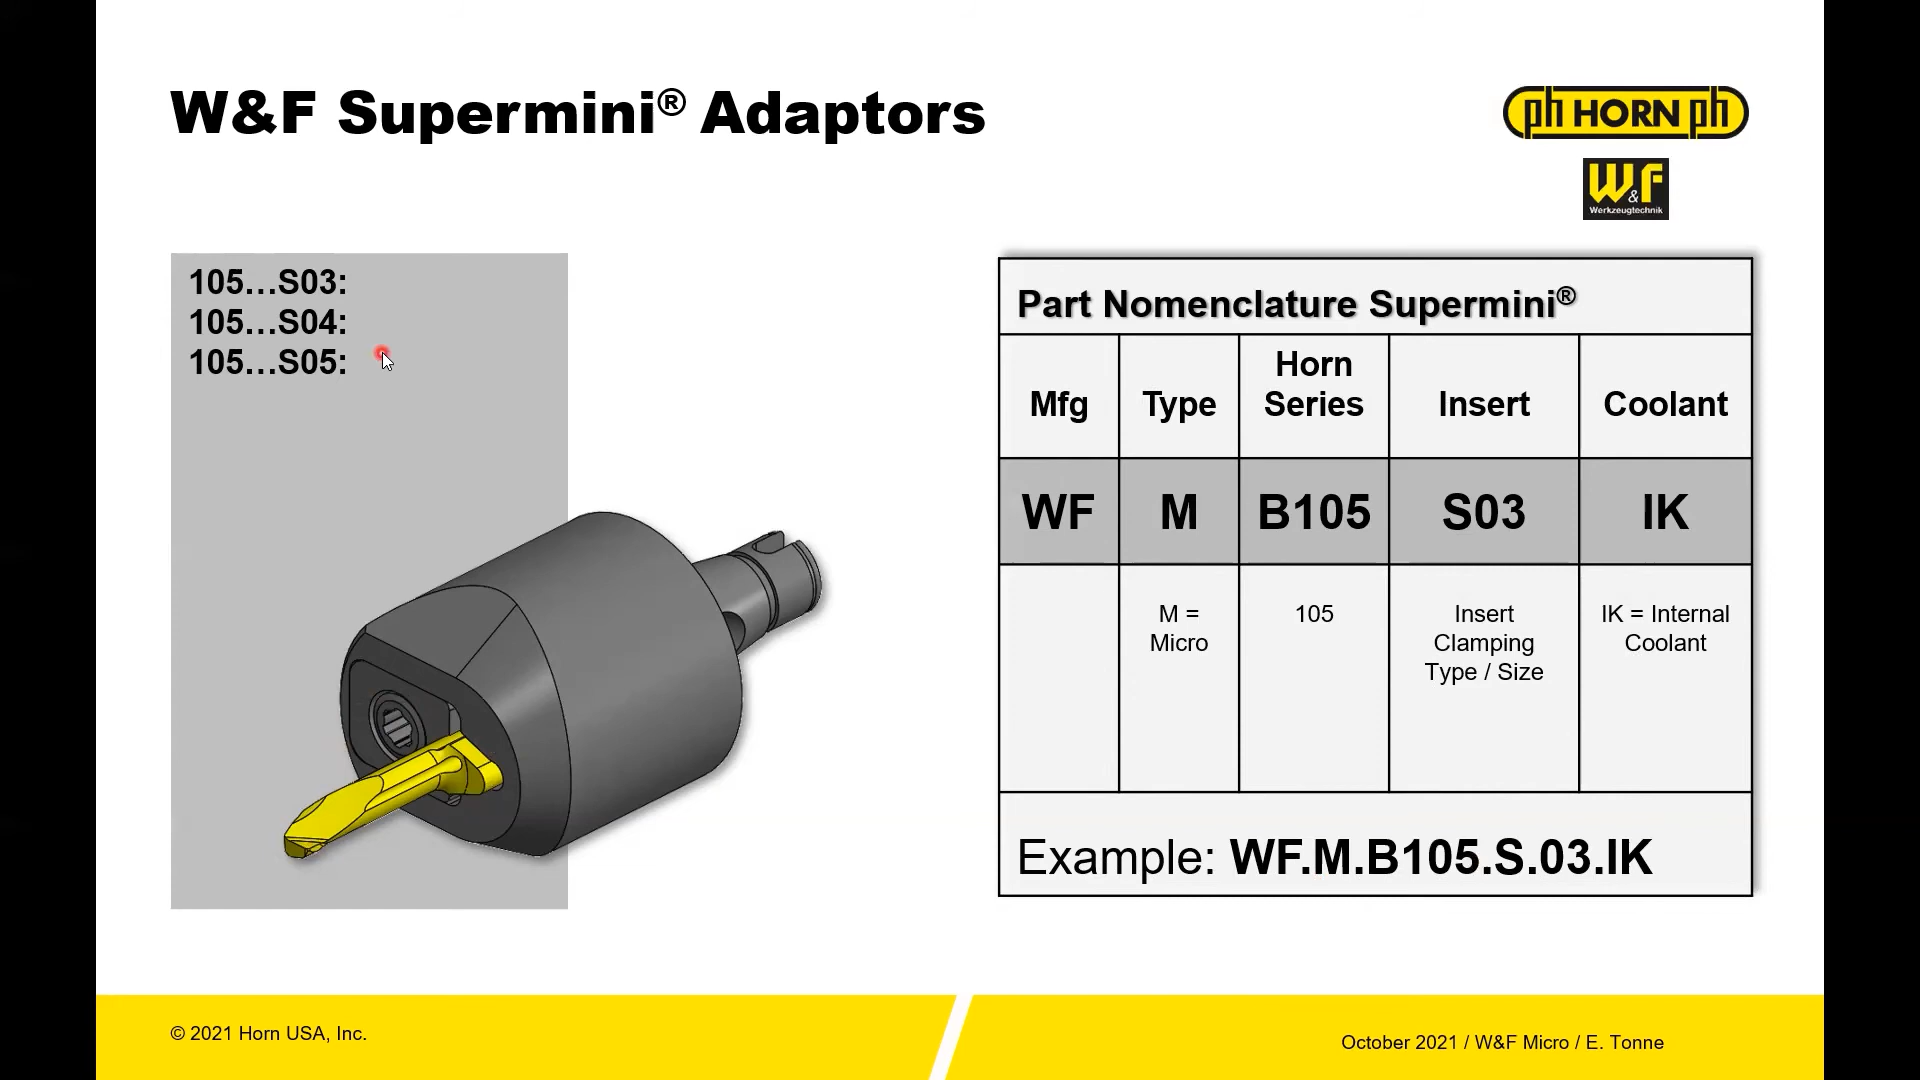 W&F Supermini® Adaptors
ph HORN ph
W&F
Werkzeugtechnik
105...S03:
105...S04:
105...S05:
Part Nomenclature Supermini®
Mfg
Type
Horn
Series
Insert
Coolant
WF
M
B105
S03
IK
M =
Micro
105
Insert
Clamping
Type / Size
IK = Internal
Coolant
Example: WF.M.B105.S.03.IK
© 2021 Horn USA, Inc.
October 2021 / W&F Micro / E. Tonne